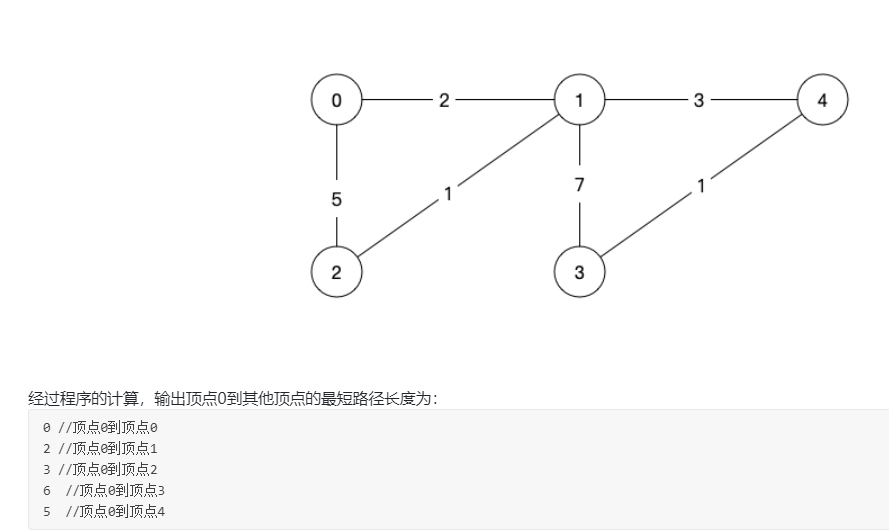 0 2 1 3 4
5 1 7 1
2 3
经过程序的计算，输出顶点0到其他顶点的最短路径长度为：
0 //顶点0到顶点0
2 //顶点0到顶点1
3 //顶点0到顶点2
6  //顶点0到顶点3
5  //顶点0到顶点4